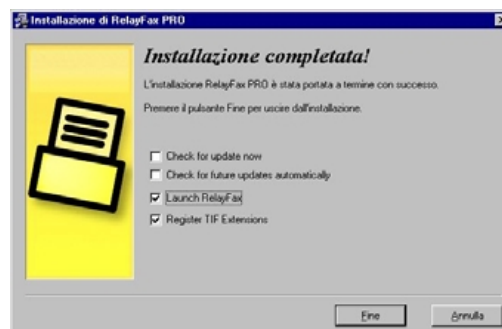 Installazione di RelayFax PRO
Installazione completata!
L'installazione RelayFax PRO è stata portata a termine con successo.
Premere il pulsante Fine per uscire dall'installazione.
Check for update now
Check for future updates automatically
Launch RelayFax
Register TIF Extensions
Fine
Annulla